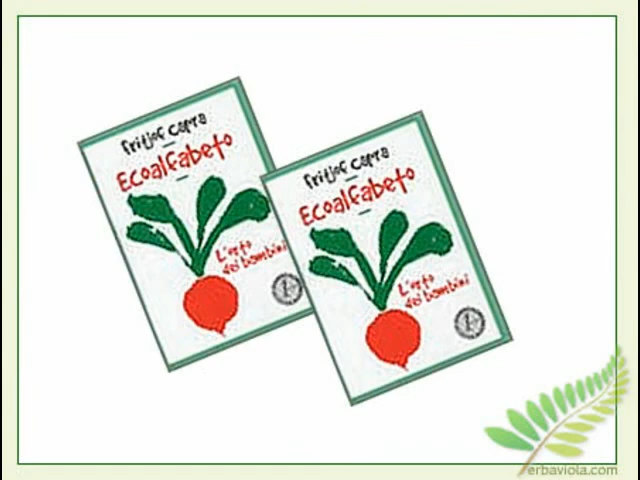 fritjof capra
Ecoalfabeto
L'orto
dei bambini
fritjof capra
Ecoalfabeto
L'orto
dei bambini
erbaviola.com